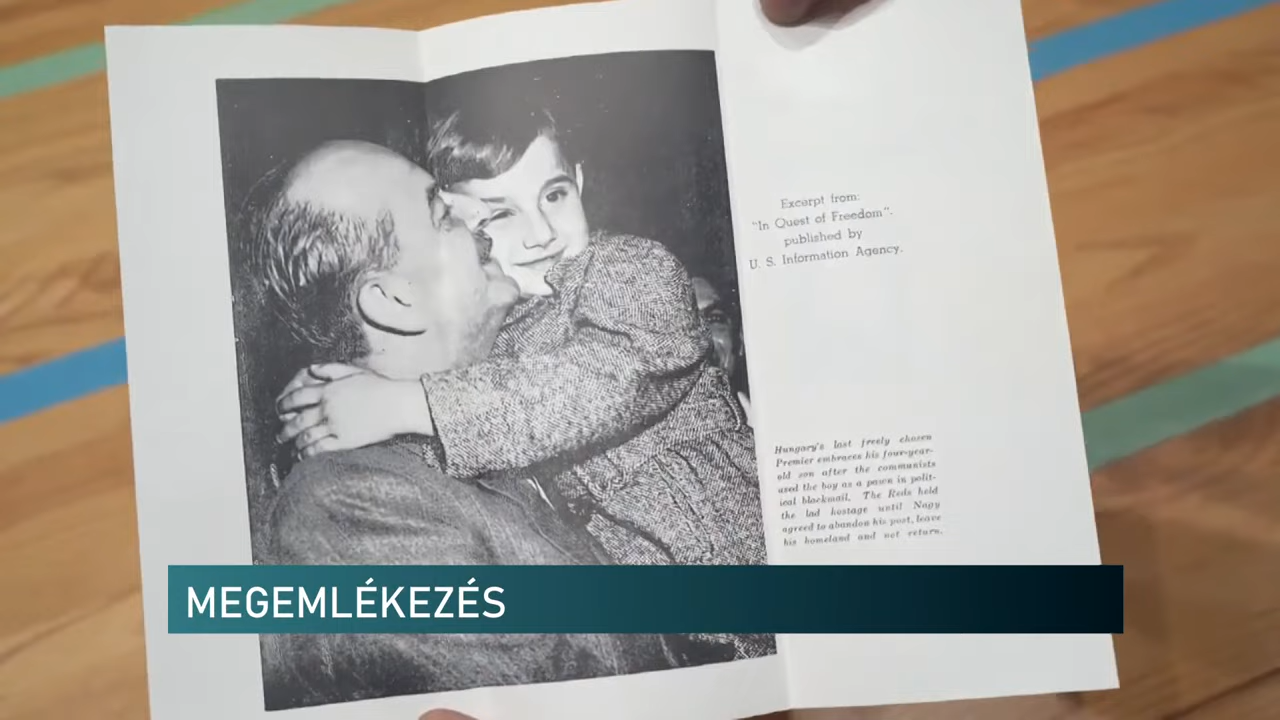 Excerpt from:
"In Quest of Freedom".
published by
U. S. Information Agency.
Hungary's last freely chosen
Premier embraces his four-year-
old son after the communists
used the boy as a pawn in polit-
ical blackmail. The Reds held
the lad hostage until Nagy
agreed to abandon his post, leave
his homeland and not return.
MEGEMLÉKEZÉS